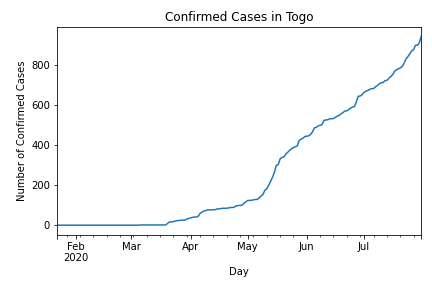 Confirmed Cases in Togo
Number of Confirmed Cases
800
600
400
200
0
Feb Mar Apr May Jun Jul
2020
Day